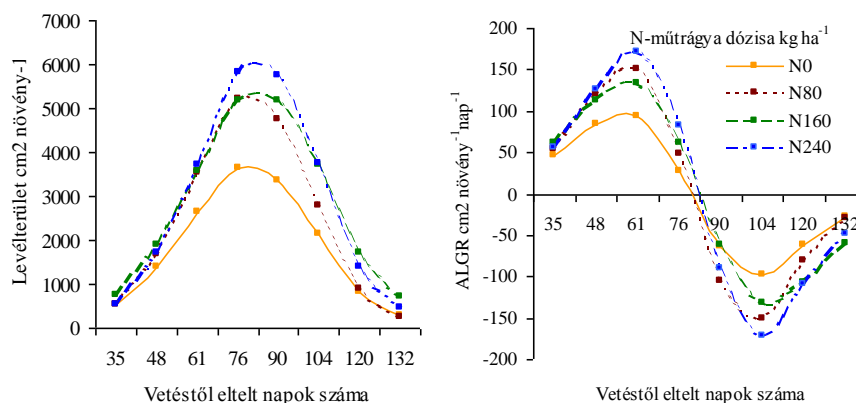 Levélterület cm2 növény-1
7000
6000
5000
4000
3000
2000
1000
0
35 48 61 76 90 104 120 132
Vetéstől eltelt napok száma
ALGR cm2 növény⁻¹nap⁻¹
200
150
100
50
0
-50
-100
-150
-200
35 48 61 76 90 104 120 132
Vetéstől eltelt napok száma
N-műtrágya dózisa kg ha⁻¹
N0
N80
N160
N240